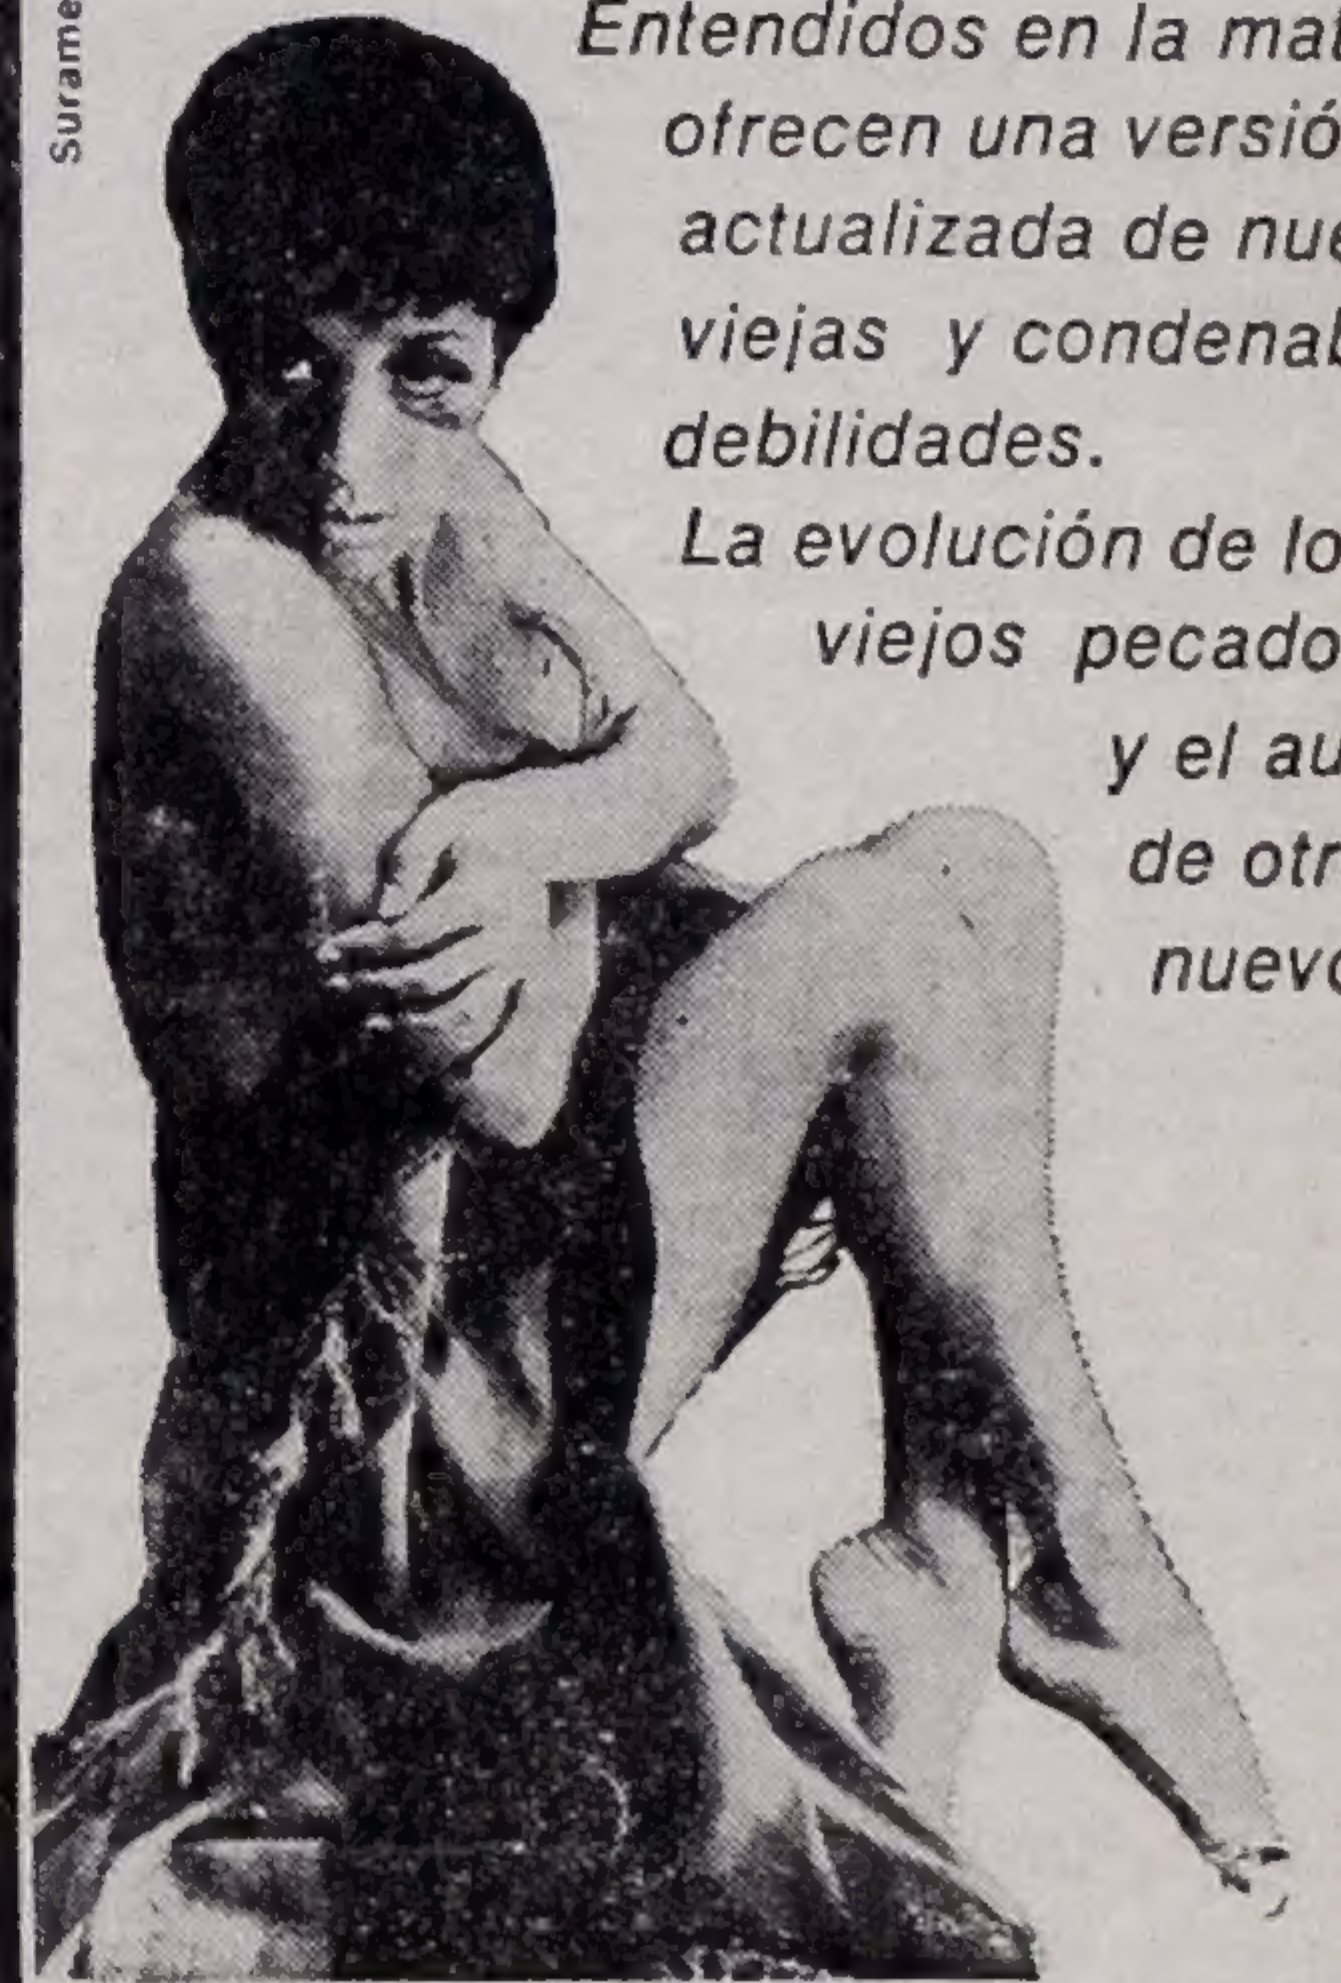 Surame
Entendidos en la mat
ofrecen una versió
actualizada de nue
viejas y condenab
debilidades.
La evolución de lo
viejos pecado
y el au
de otr
nuevo